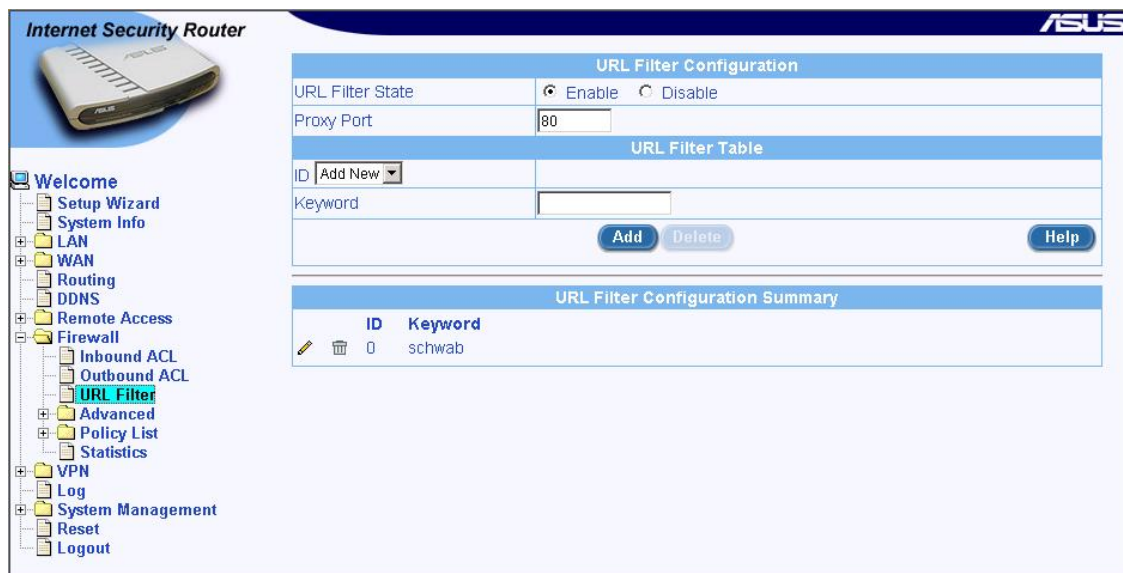 Internet Security Router
ASUS
ASUS
ASUS
Welcome
Setup Wizard
System Info
LAN
WAN
Routing
DDNS
Remote Access
Firewall
Inbound ACL
Outbound ACL
URL Filter
Advanced
Policy List
Statistics
VPN
Log
System Management
Reset
Logout
URL Filter Configuration
URL Filter State Enable Disable
Proxy Port 80
URL Filter Table
ID Add New
Keyword
Add Delete Help
URL Filter Configuration Summary
ID Keyword
0 schwab